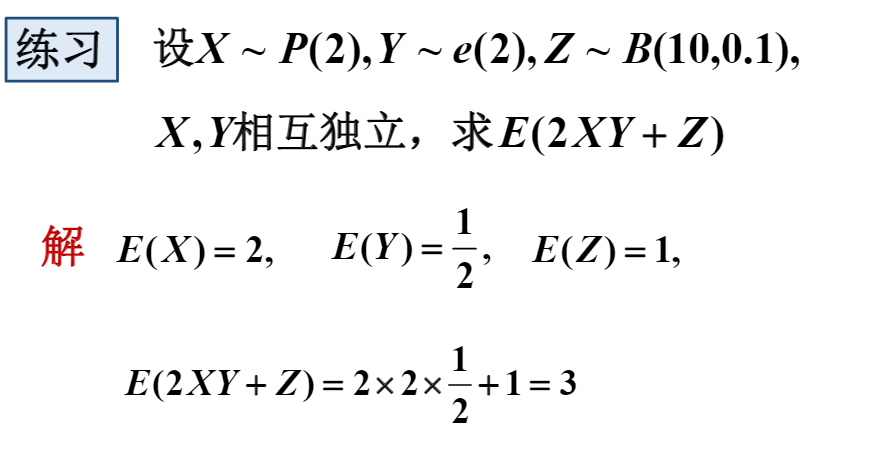 练习 设X ~ P(2), Y ~ e(2), Z ~ B(10,0.1),
X, Y相互独立，求E(2XY + Z)
解 E(X) = 2, E(Y) = 1/2, E(Z) = 1,
E(2XY + Z) = 2×2×1/2+1 = 3